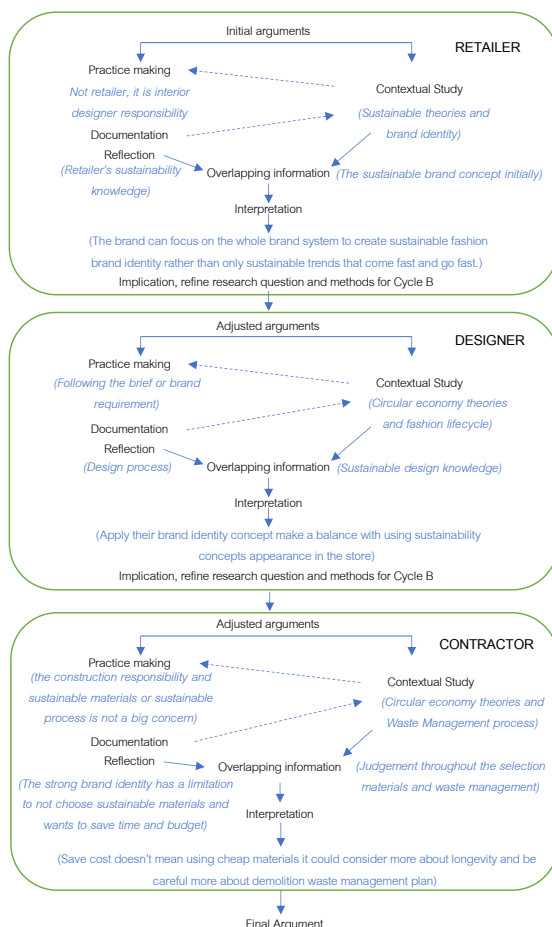 Initial arguments
RETAILER
Practice making
Not retailer, it is interior
designer responsibility
Contextual Study
(Sustainable theories and
brand identity)
Documentation
Reflection
(Retailer's sustainability
knowledge)
Overlapping information (The sustainable brand concept initially)
Interpretation
(The brand can focus on the whole brand system to create sustainable fashion
brand identity rather than only sustainable trends that come fast and go fast.)
Implication, refine research question and methods for Cycle B
Adjusted arguments
DESIGNER
Practice making
(Following the brief or brand
requirement)
Contextual Study
(Circular economy theories
and fashion lifecycle)
Documentation
Reflection
(Design process)
Overlapping information (Sustainable design knowledge)
Interpretation
(Apply their brand identity concept make a balance with using sustainability
concepts appearance in the store)
Implication, refine research question and methods for Cycle B
Adjusted arguments
CONTRACTOR
Practice making
(the construction responsibility and
sustainable materials or sustainable
process is not a big concern)
Contextual Study
(Circular economy theories and
Waste Management process)
Documentation
Reflection
(The strong brand identity has a limitation
to not choose sustainable materials and
wants to save time and budget)
Overlapping information
(Judgement throughout the selection
materials and waste management)
Interpretation
(Save cost doesn't mean using cheap materials it could consider more about longevity and be
careful more about demolition waste management plan)
Final Argument